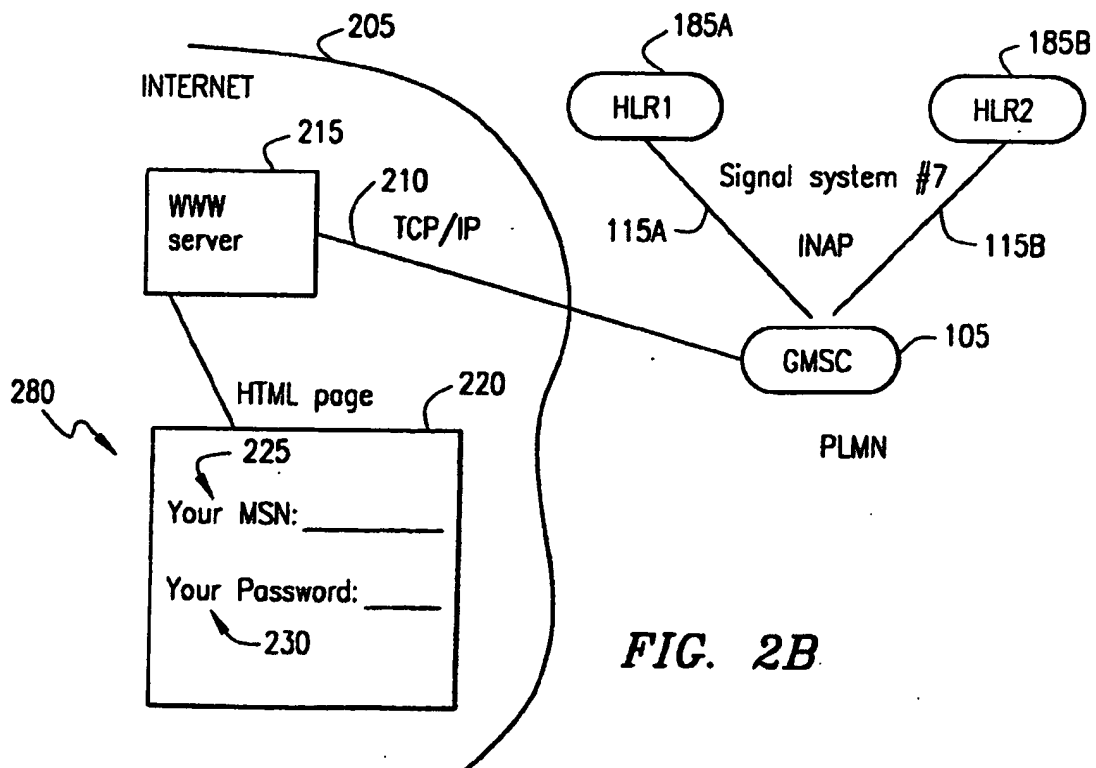 205
INTERNET
185A
185B
HLR1
HLR2
215
210
WWW
server
TCP/IP
Signal system #7
115A
INAP
115B
GMSC
105
PLMN
280
HTML page
220
225
Your MSN:
Your Password:
230
FIG. 2B